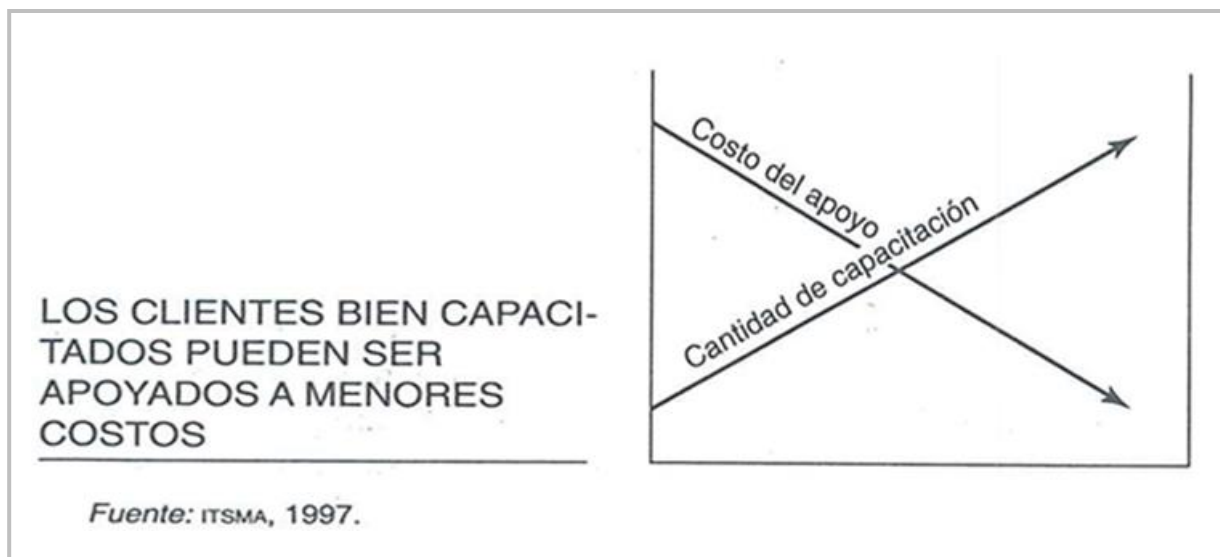 LOS CLIENTES BIEN CAPACI-
TADOS PUEDEN SER
APOYADOS A MENORES
COSTOS
Fuente: ITSMA, 1997.
Costo del apoyo
Cantidad de capacitación